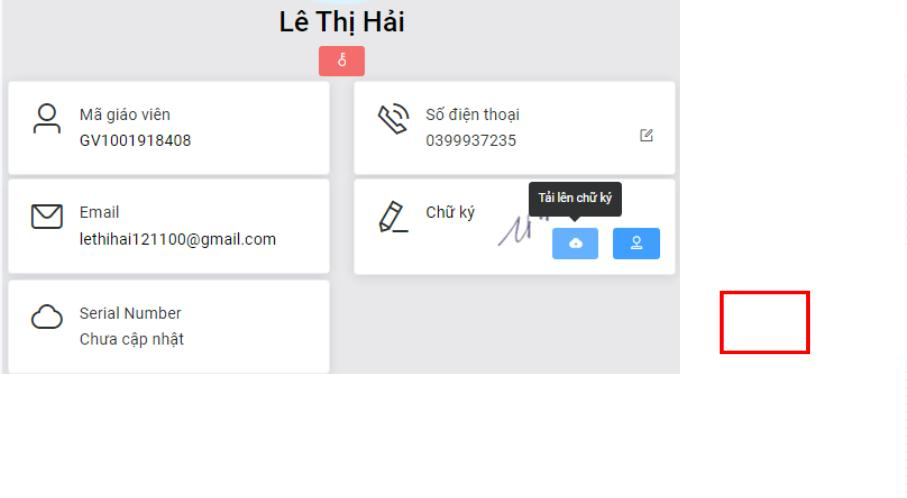 Lê Thị Hải
Mã giáo viên
GV1001918408
Số điện thoại
0399937235
Email
lethihai121100@gmail.com
Chữ ký
Tải lên chữ ký
Serial Number
Chưa cập nhật